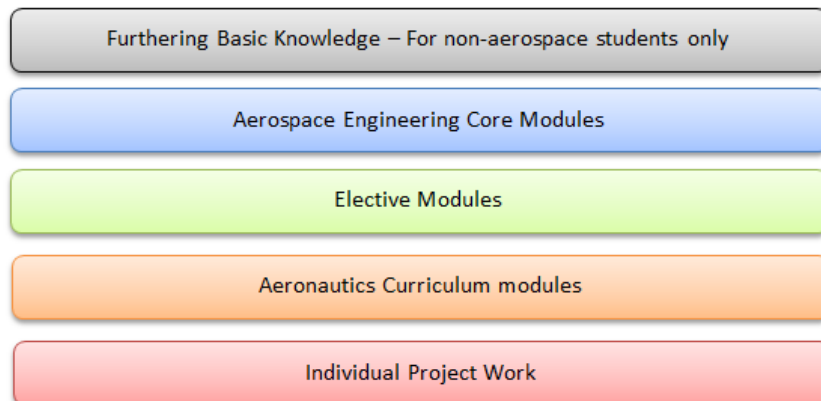 Furthering Basic Knowledge – For non-aerospace students only
Aerospace Engineering Core Modules
Elective Modules
Aeronautics Curriculum modules
Individual Project Work